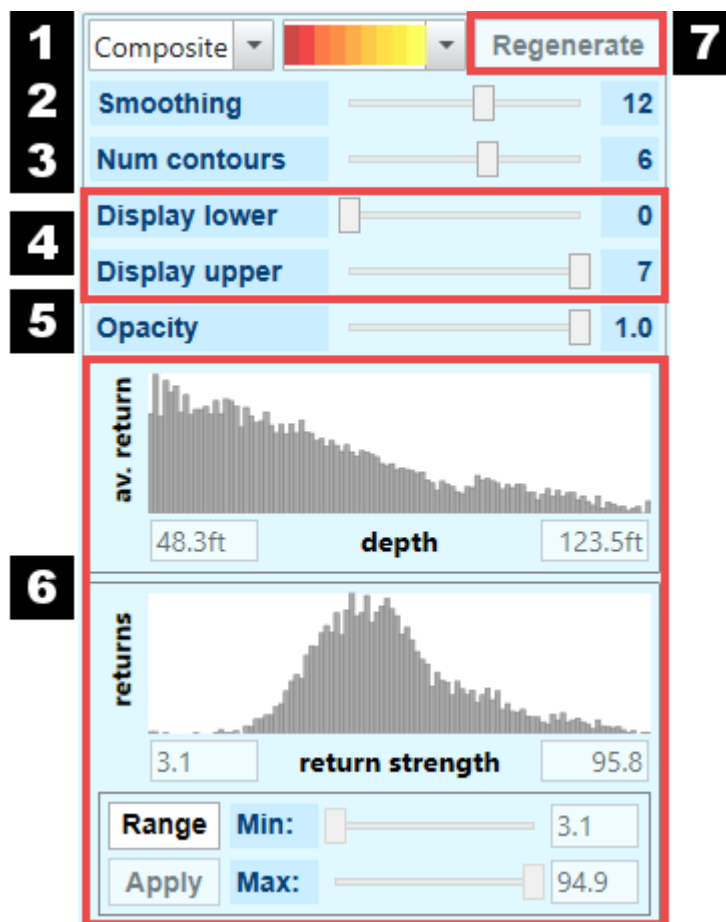 1 Composite Regenerate 7
2 Smoothing 12
3 Num contours 6
4 Display lower 0
Display upper 7
5 Opacity 1.0
av. return
48.3ft depth 123.5ft
6
returns
3.1 return strength 95.8
Range Min: 3.1
Apply Max: 94.9